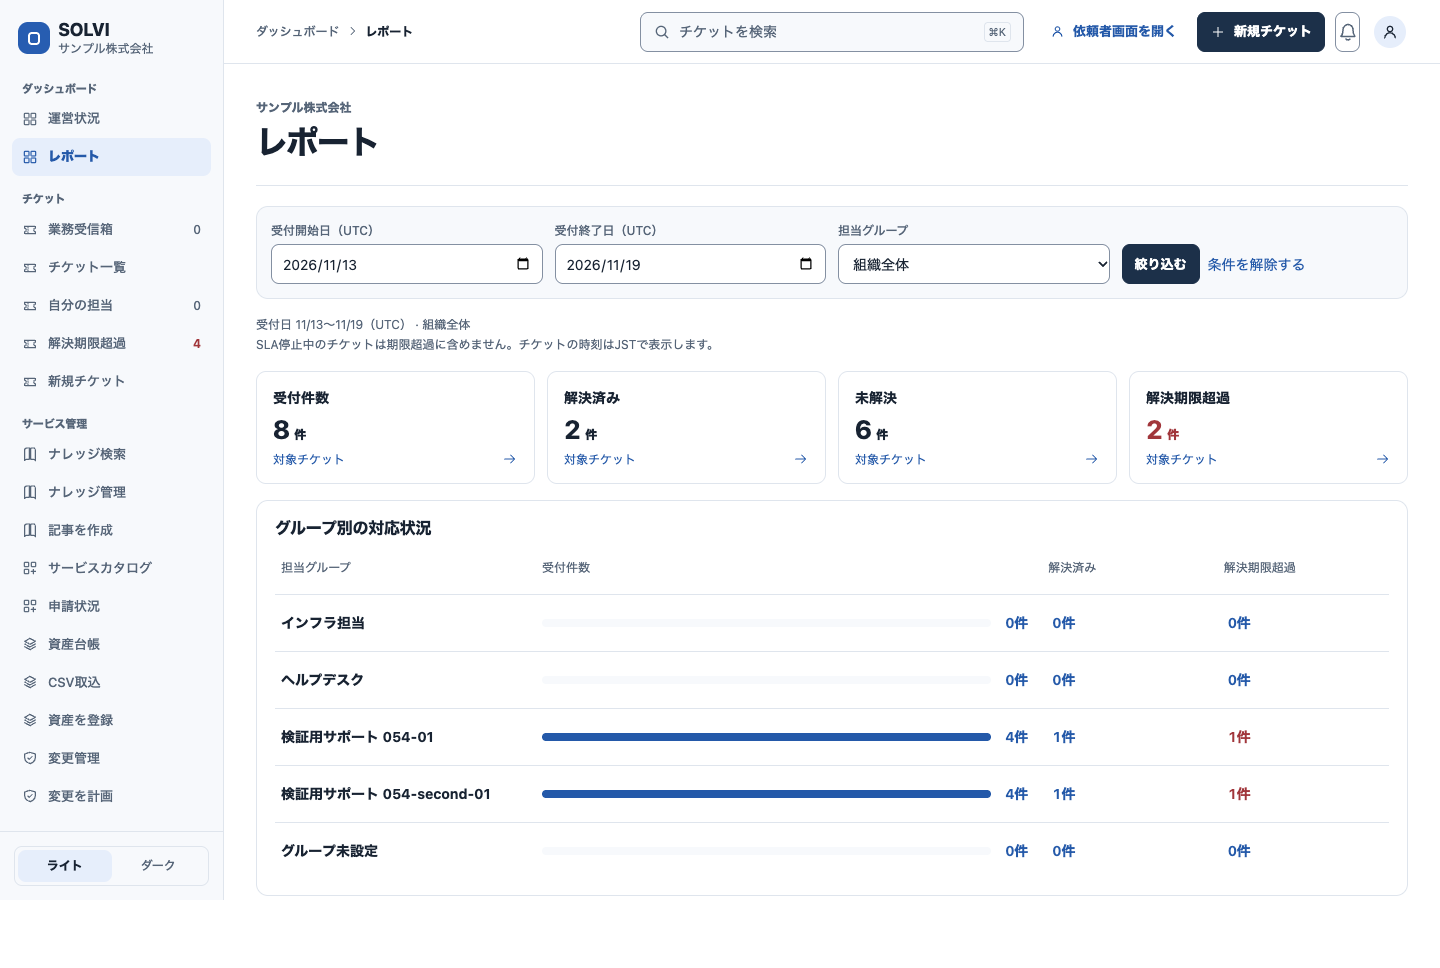 SOLVI
サンプル株式会社
ダッシュボード
運営状況
レポート
チケット
業務受信箱 0
チケット一覧
自分の担当 0
解決期限超過 4
新規チケット
サービス管理
ナレッジ検索
ナレッジ管理
記事を作成
サービスカタログ
申請状況
資産台帳
CSV取込
資産を登録
変更管理
変更を計画
ライト ダーク
ダッシュボード レポート
チケットを検索 ⌘K
依頼者画面を開く
新規チケット
サンプル株式会社
レポート
受付開始日（UTC） 受付終了日（UTC） 担当グループ
2026/11/13 2026/11/19 組織全体 絞り込む 条件を解除する
受付日 11/13〜11/19（UTC） · 組織全体
SLA停止中のチケットは期限超過に含めません。チケットの時刻はJSTで表示します。
受付件数
8 件
対象チケット
解決済み
2 件
対象チケット
未解決
6 件
対象チケット
解決期限超過
2 件
対象チケット
グループ別の対応状況
担当グループ 受付件数 解決済み 解決期限超過
インフラ担当 0件 0件 0件
ヘルプデスク 0件 0件 0件
検証用サポート 054-01 4件 1件 1件
検証用サポート 054-second-01 4件 1件 1件
グループ未設定 0件 0件 0件